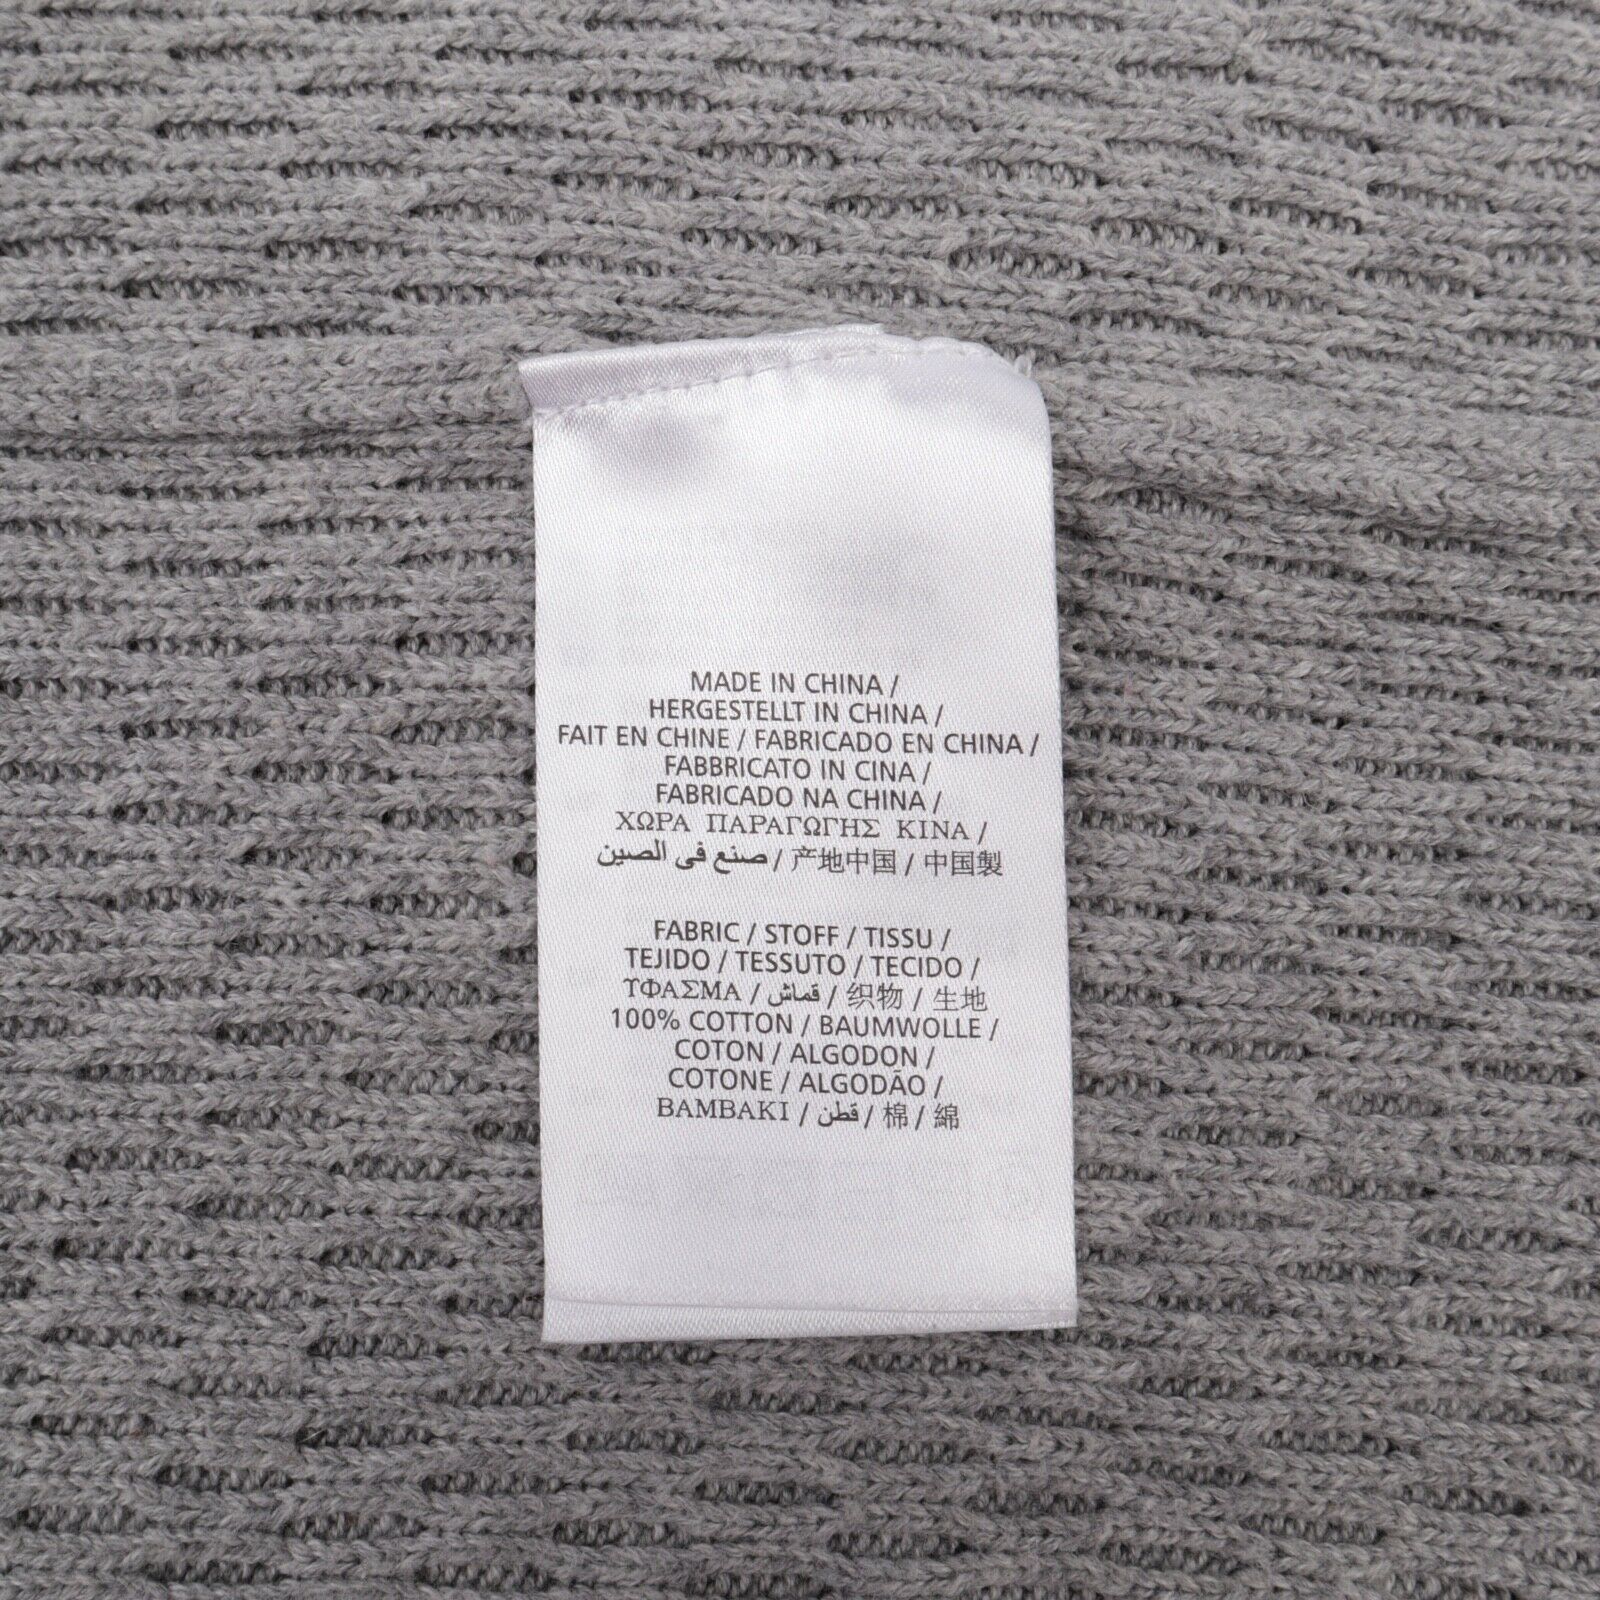 MADE IN CHINA /
HERGESTELLT IN CHINA /
FAIT EN CHINE / FABRICADO EN CHINA /
FABBRICATO IN CINA /
FABRICADO NA CHINA /
ΧΩΡΑ ΠΑΡΑΓΩΓΗΣ ΚΙΝΑ /
صنع في الصين / 产地中国 / 中国製
FABRIC / STOFF / TISSU /
TEJIDO / TESSUTO / TECIDO /
ΥΦΑΣΜΑ / قماش / 织物 / 生地
100% COTTON / BAUMWOLLE /
COTON / ALGODON /
COTONE / ALGODÃO /
ΒΑΜΒΑΚΙ / قطن / 棉 / 綿